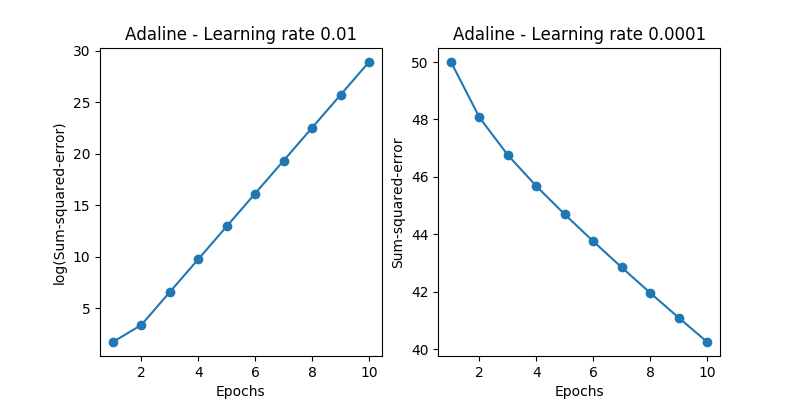 Adaline - Learning rate 0.01
log(Sum-squared-error)
30
25
20
15
10
5
2 4 6 8 10
Epochs
Adaline - Learning rate 0.0001
Sum-squared-error
50
48
46
44
42
40
2 4 6 8 10
Epochs